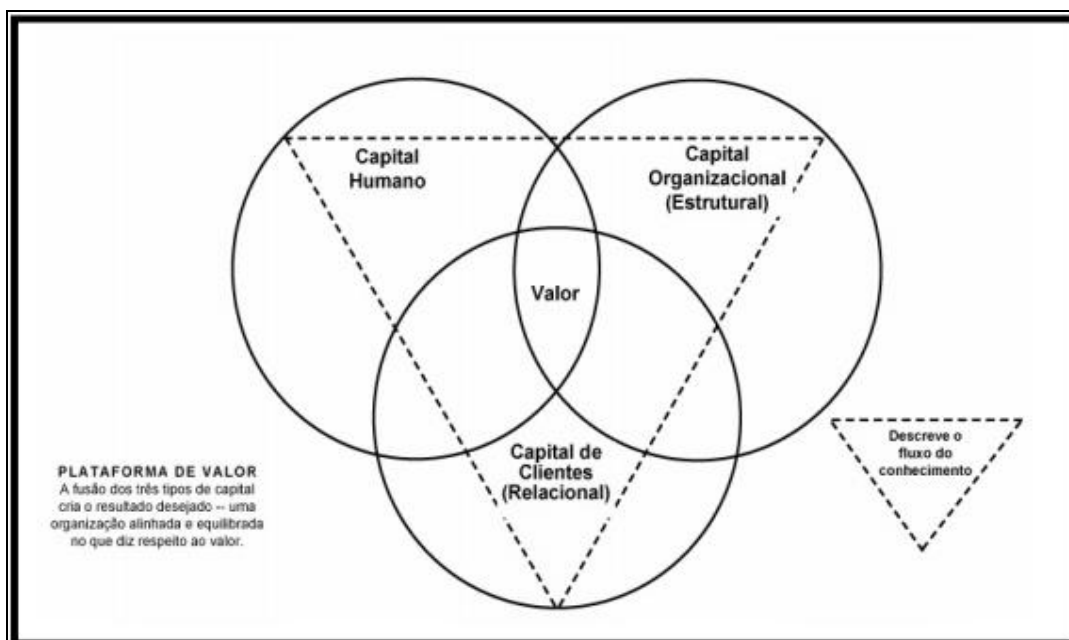 Capital
Humano
Capital
Organizacional
(Estrutural)
Valor
Capital de
Clientes
(Relacional)
Descreve o
fluxo do
conhecimento
PLATAFORMA DE VALOR
A fusão dos três tipos de capital
cria o resultado desejado -- uma
organização alinhada e equilibrada
no que diz respeito ao valor.